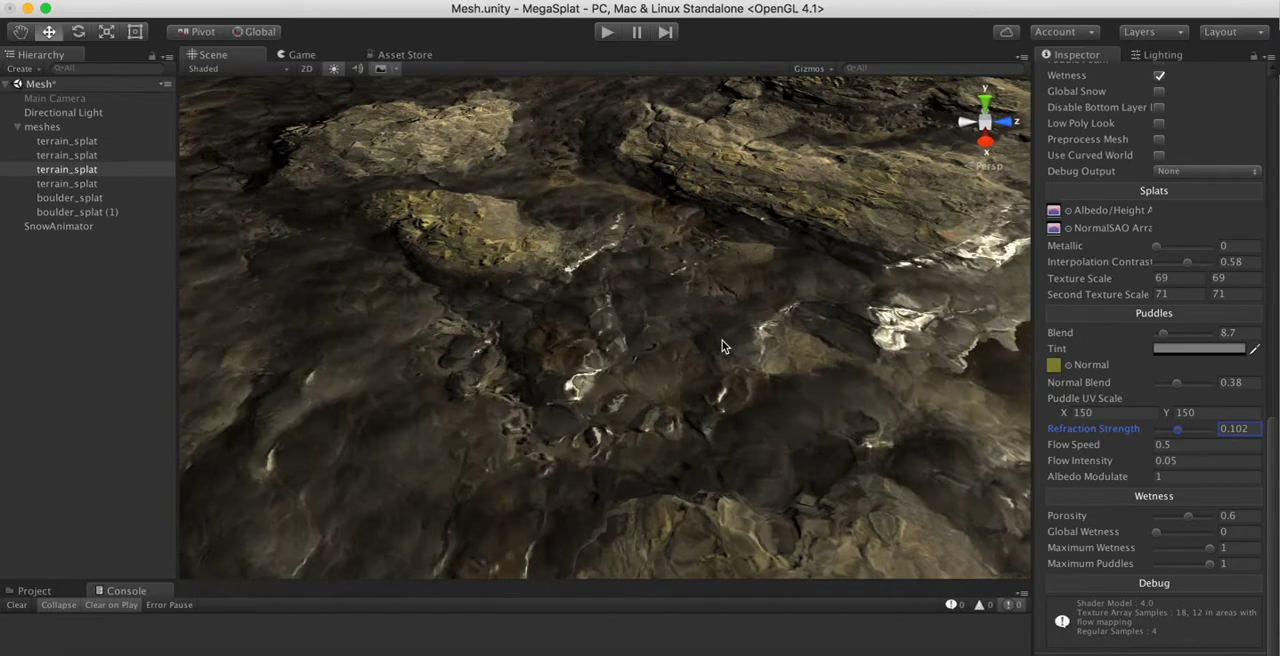 Mesh.unity - MegaSplat - PC, Mac & Linux Standalone <OpenGL 4.1>
Pivot Global Account Layers Layout
Hierarchy
Create All
Mesh*
Main Camera
Directional Light
meshes
terrain_splat
terrain_splat
terrain_splat
terrain_splat
boulder_splat
boulder_splat (1)
SnowAnimator
Scene Game Asset Store
Shaded 2D Gizmos All
y
z
x
Persp
Project Console
Clear Collapse Clear on Play Error Pause 0 0 0
Inspector Lighting
Wetness
Global Snow
Disable Bottom Layer
Low Poly Look
Preprocess Mesh
Use Curved World
Debug Output None
Splats
Albedo/Height A
NormalSAO Arra
Metallic 0
Interpolation Contras 0.58
Texture Scale 69 69
Second Texture Scale 71 71
Puddles
Blend 8.7
Tint
Normal
Normal Blend 0.38
Puddle UV Scale
X 150 Y 150
Refraction Strength 0.102
Flow Speed 0.5
Flow Intensity 0.05
Albedo Modulate 1
Wetness
Porosity 0.6
Global Wetness 0
Maximum Wetness 1
Maximum Puddles 1
Debug
Shader Model : 4.0
Texture Array Samples : 18, 12 in areas with
flow mapping
Regular Samples : 4